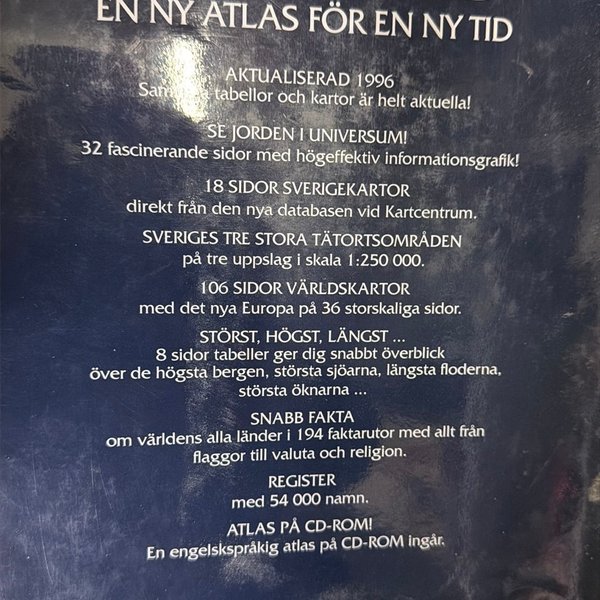 EN NY ATLAS FÖR EN NY TID
AKTUALISERAD 1996
tabellor och kartor är helt aktuella!
SE JORDEN I UNIVERSUM!
32 fascinerande sidor med högeffektiv informationsgrafik!
18 SIDOR SVERIGEKARTOR
direkt från den nya databasen vid Kartcentrum.
SVERIGES TRE STORA TÄTORTSOMRÅDEN
på tre uppslag i skala 1:250 000.
106 SIDOR VÄRLDSKARTOR
med det nya Europa på 36 storskaliga sidor.
STÖRST, HÖGST, LÄNGST ...
8 sidor tabeller ger dig snabbt överblick
över de högsta bergen, största sjöarna, längsta floderna,
största öknarna ...
SNABB FAKTA
om världens alla länder i 194 faktarutor med allt från
flaggor till valuta och religion.
REGISTER
med 54 000 namn.
ATLAS PÅ CD-ROM!
En engelskspråkig atlas på CD-ROM ingår.